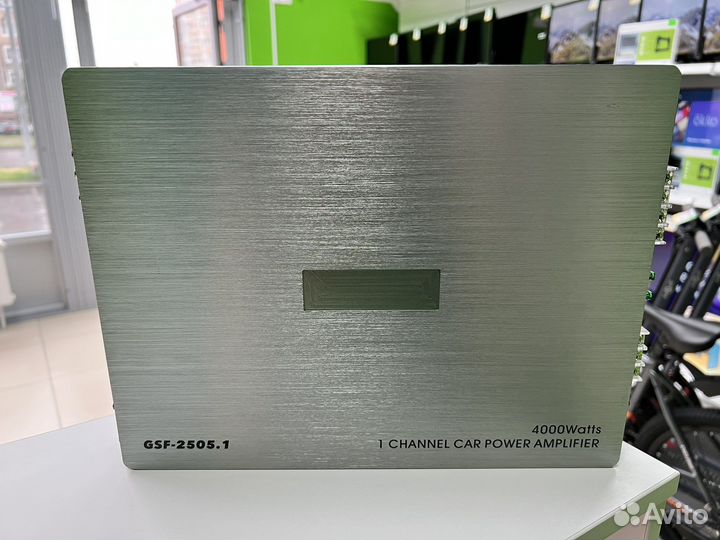 4000Watts
GSF-2505.1
1 CHANNEL CAR POWER AMPLIFIER
Avito